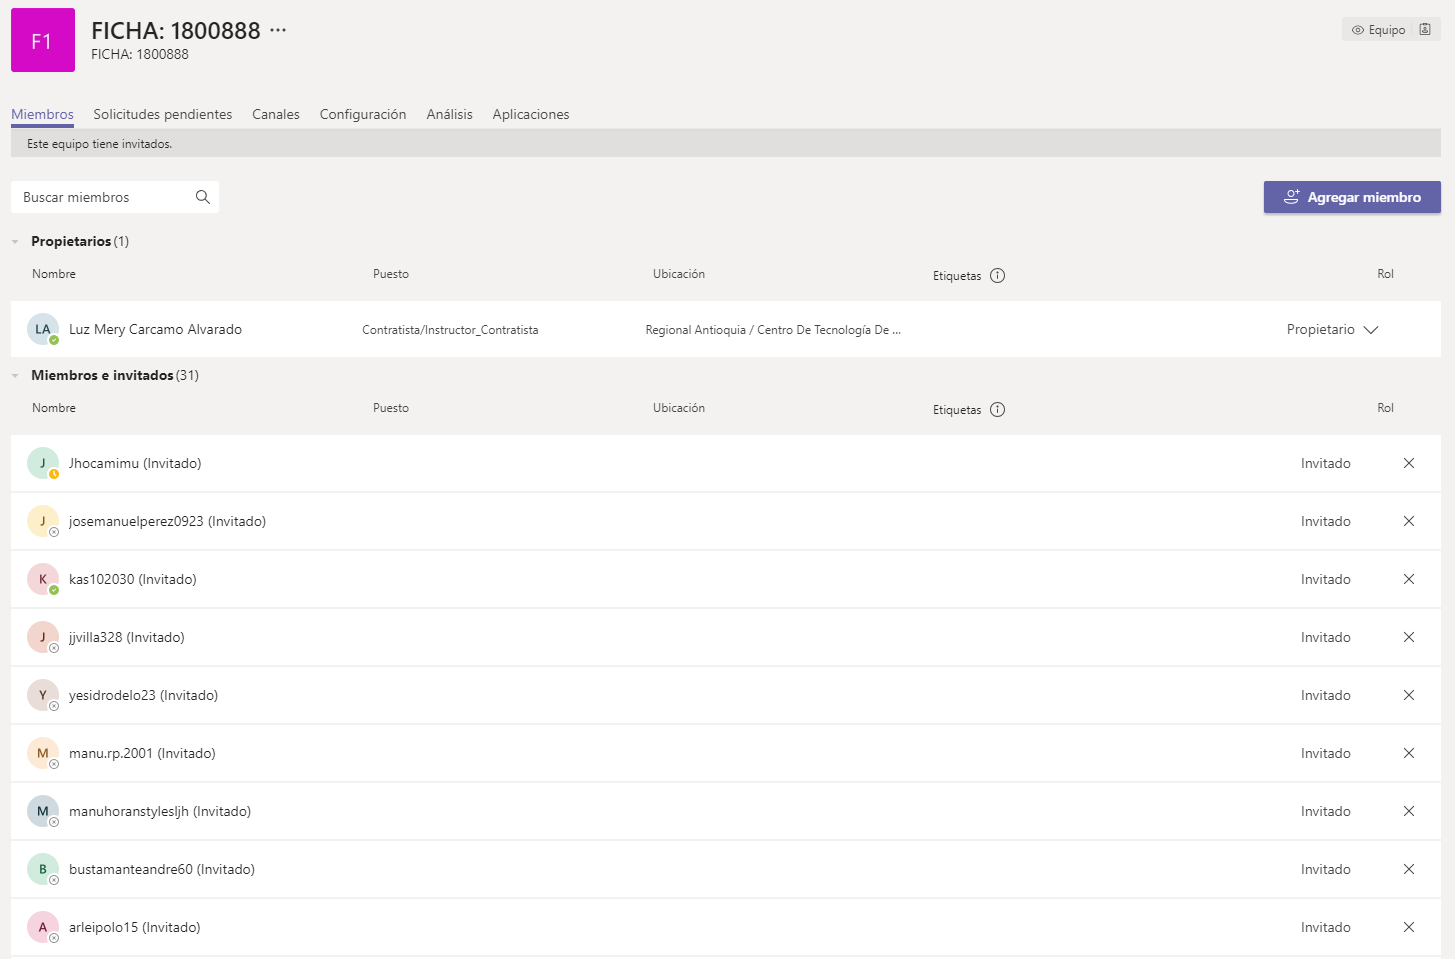 F1
FICHA: 1800888 ...
FICHA: 1800888
Equipo
Miembros Solicitudes pendientes Canales Configuración Análisis Aplicaciones
Este equipo tiene invitados.
Buscar miembros
Agregar miembro
Propietarios (1)
Nombre Puesto Ubicación Etiquetas Rol
LA Luz Mery Carcamo Alvarado Contratista/Instructor_Contratista Regional Antioquia / Centro De Tecnología De ... Propietario
Miembros e invitados (31)
Nombre Puesto Ubicación Etiquetas Rol
J Jhocamimu (Invitado) Invitado
J josemanuelperez0923 (Invitado) Invitado
K kas102030 (Invitado) Invitado
J jjvilla328 (Invitado) Invitado
Y yesidrodelo23 (Invitado) Invitado
M manu.rp.2001 (Invitado) Invitado
M manuhoranstylesljh (Invitado) Invitado
B bustamanteandre60 (Invitado) Invitado
A arleipolo15 (Invitado) Invitado